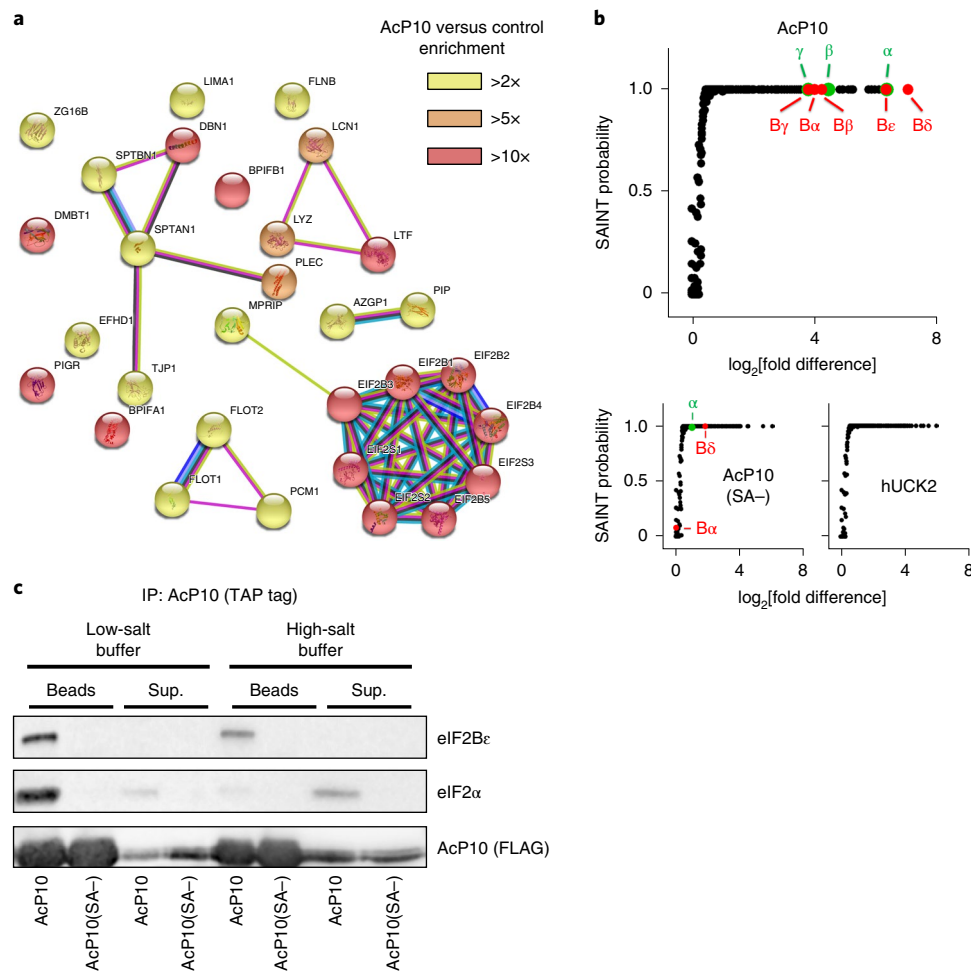 a
AcP10 versus control
enrichment
>2×
>5×
>10×
LIMA1
FLNB
ZG16B
DBN1
LCN1
SPTBN1
BPIFB1
DMBT1
SPTAN1
LYZ
LTF
PLEC
MPRIP
AZGP1
PIP
EFHD1
PIGR
TJP1
BPIFA1
FLOT2
FLOT1
PCM1
EIF2B3
EIF2B1
EIF2B2
EIF2B4
EIF2S1
EIF2S3
EIF2S2
EIF2B5
b
AcP10
γ β α
1.0
Bγ Bα Bβ Bε Bδ
SAINT probability
0.5
0
0 4 8
log2[fold difference]
α
1.0
Bδ
SAINT probability
0.5
AcP10
(SA–)
hUCK2
Bα
0
0 4 8 0 4 8
log2[fold difference]
c
IP: AcP10 (TAP tag)
Low-salt
buffer
High-salt
buffer
Beads Sup. Beads Sup.
eIF2Bε
eIF2α
AcP10 (FLAG)
AcP10
AcP10(SA–)
AcP10
AcP10(SA–)
AcP10
AcP10(SA–)
AcP10
AcP10(SA–)